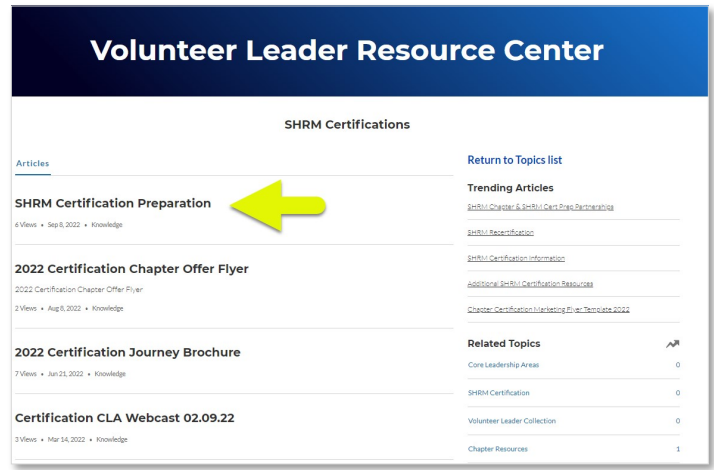 Volunteer Leader Resource Center
SHRM Certifications
Articles
SHRM Certification Preparation
6 Views • Sep 8, 2022 • Knowledge
2022 Certification Chapter Offer Flyer
2022 Certification Chapter Offer Flyer
2 Views • Aug 8, 2022 • Knowledge
2022 Certification Journey Brochure
7 Views • Jun 21, 2022 • Knowledge
Certification CLA Webcast 02.09.22
3 Views • Mar 14, 2022 • Knowledge
Return to Topics list
Trending Articles
SHRM Chapter & SHRM Cert Prep Partnerships
SHRM Recertification
SHRM Certification Information
Additional SHRM Certification Resources
Chapter Certification Marketing Flyer Template 2022
Related Topics
Core Leadership Areas 0
SHRM Certification 0
Volunteer Leader Collection 0
Chapter Resources 1